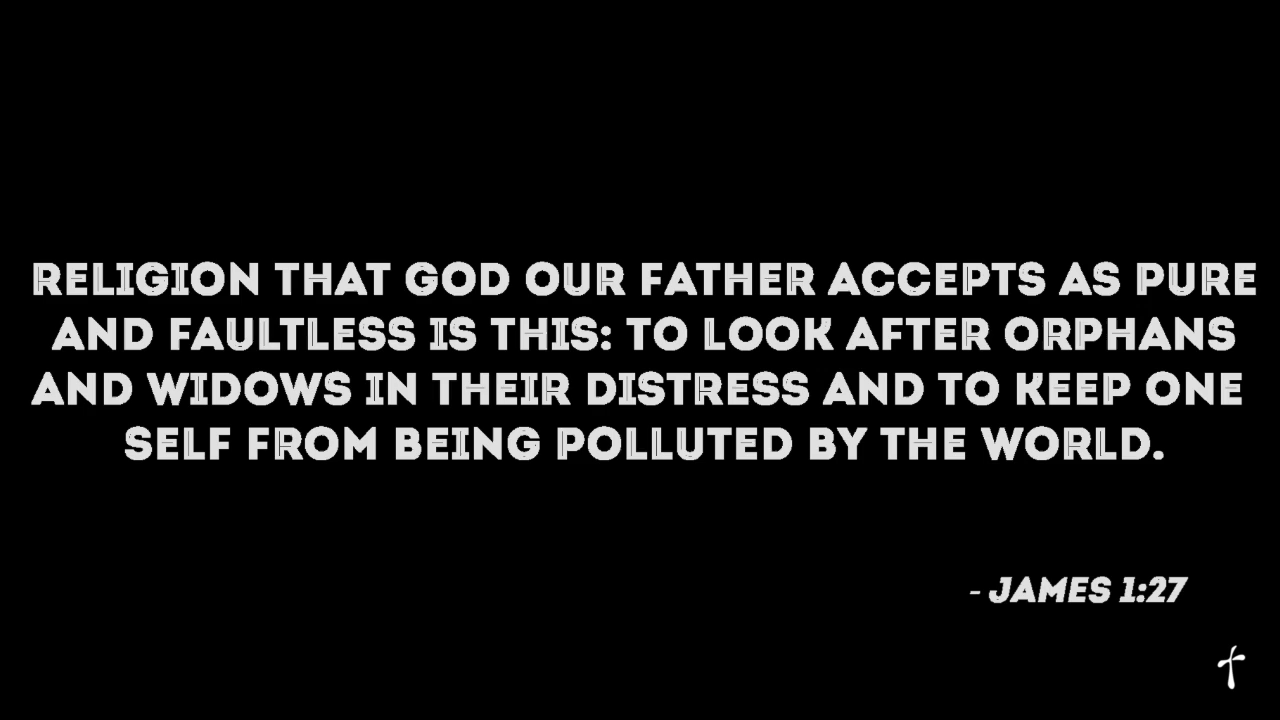 RELIGION THAT GOD OUR FATHER ACCEPTS AS PURE
AND FAULTLESS IS THIS: TO LOOK AFTER ORPHANS
AND WIDOWS IN THEIR DISTRESS AND TO KEEP ONE
SELF FROM BEING POLLUTED BY THE WORLD.
- JAMES 1:27